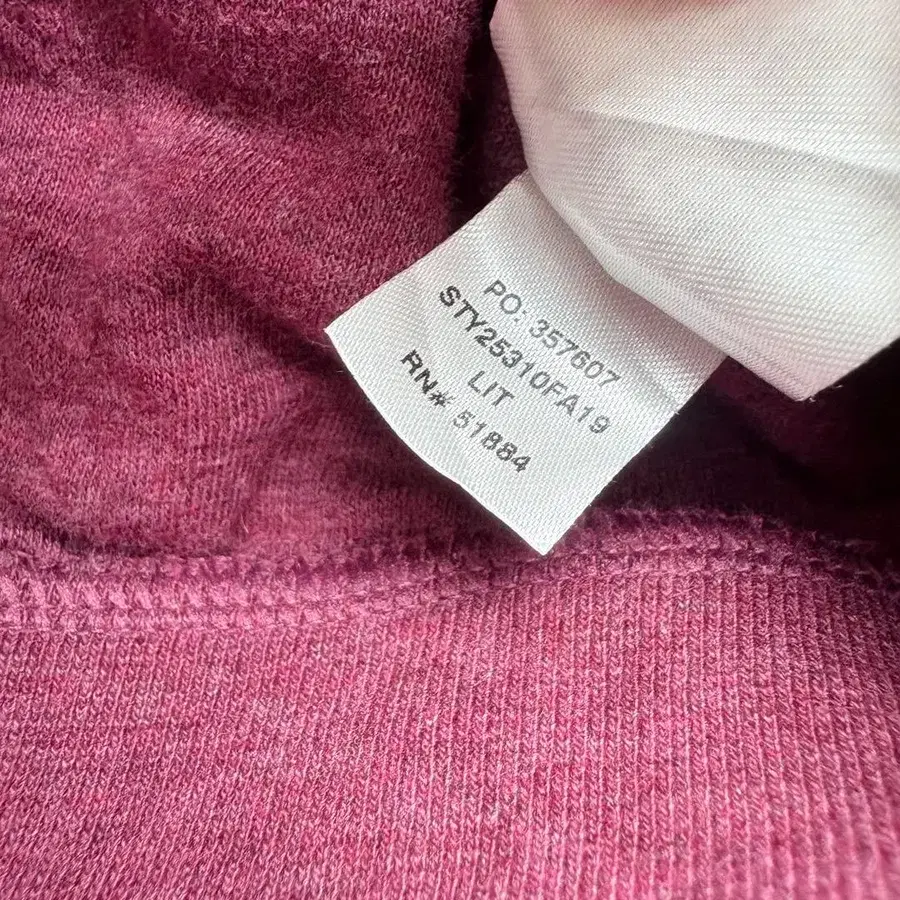 PO: 357607
STY25310FA19
LIT
RN# 51884